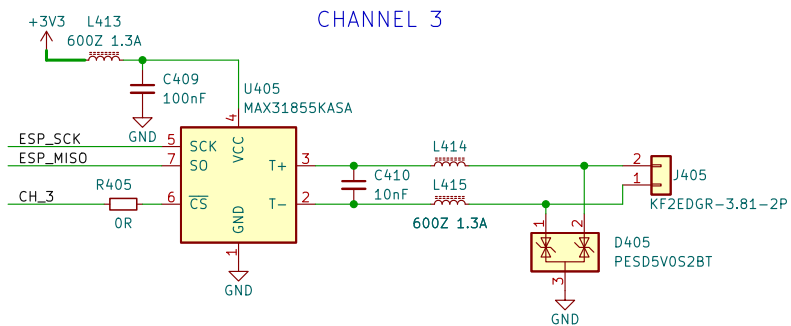 CHANNEL 3
+3V3
L413
600Z 1.3A
C409
100nF
GND
U405
MAX31855KASA
4
VCC
ESP_SCK
5
SCK
ESP_MISO
7
SO
CH_3
R405
0R
6
CS
T+
3
T-
2
GND
1
GND
C410
10nF
L414
L415
600Z 1.3A
2
1
J405
KF2EDGR-3.81-2P
1
2
D405
PESD5V0S2BT
3
GND